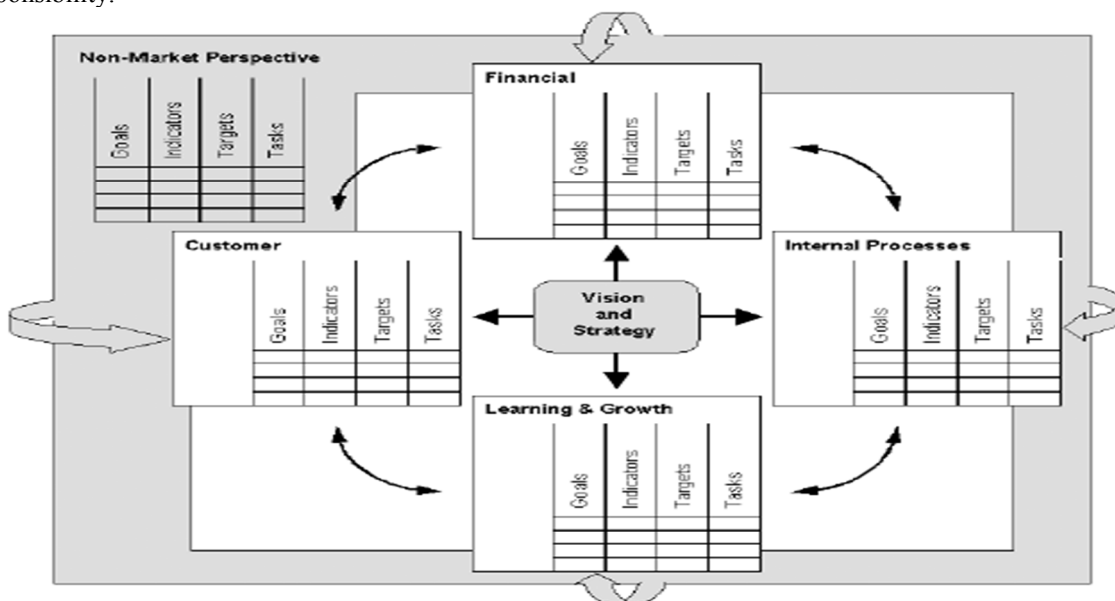 ponsibility.
Non-Market Perspective
Goals
Indicators
Targets
Tasks
Financial
Goals
Indicators
Targets
Tasks
Customer
Goals
Indicators
Targets
Tasks
Vision
and
Strategy
Internal Processes
Goals
Indicators
Targets
Tasks
Learning & Growth
Goals
Indicators
Targets
Tasks